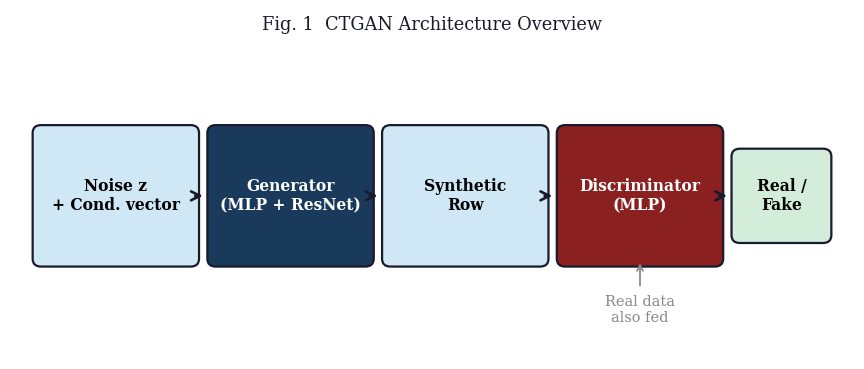 Fig. 1  CTGAN Architecture Overview
Noise z
+ Cond. vector
Generator
(MLP + ResNet)
Synthetic
Row
Discriminator
(MLP)
Real /
Fake
Real data
also fed